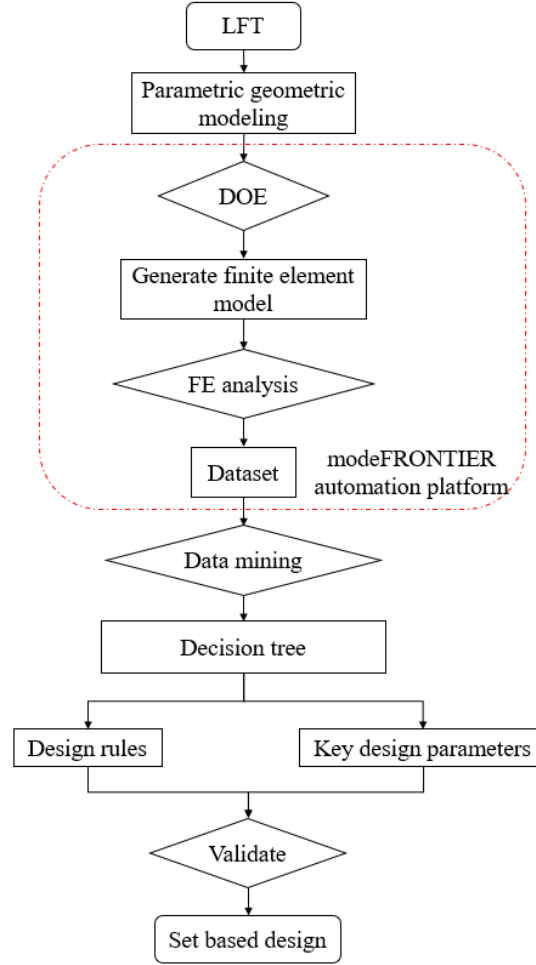 LFT
Parametric geometric
modeling
DOE
Generate finite element
model
FE analysis
Dataset
modeFRONTIER
automation platform
Data mining
Decision tree
Design rules
Key design parameters
Validate
Set based design